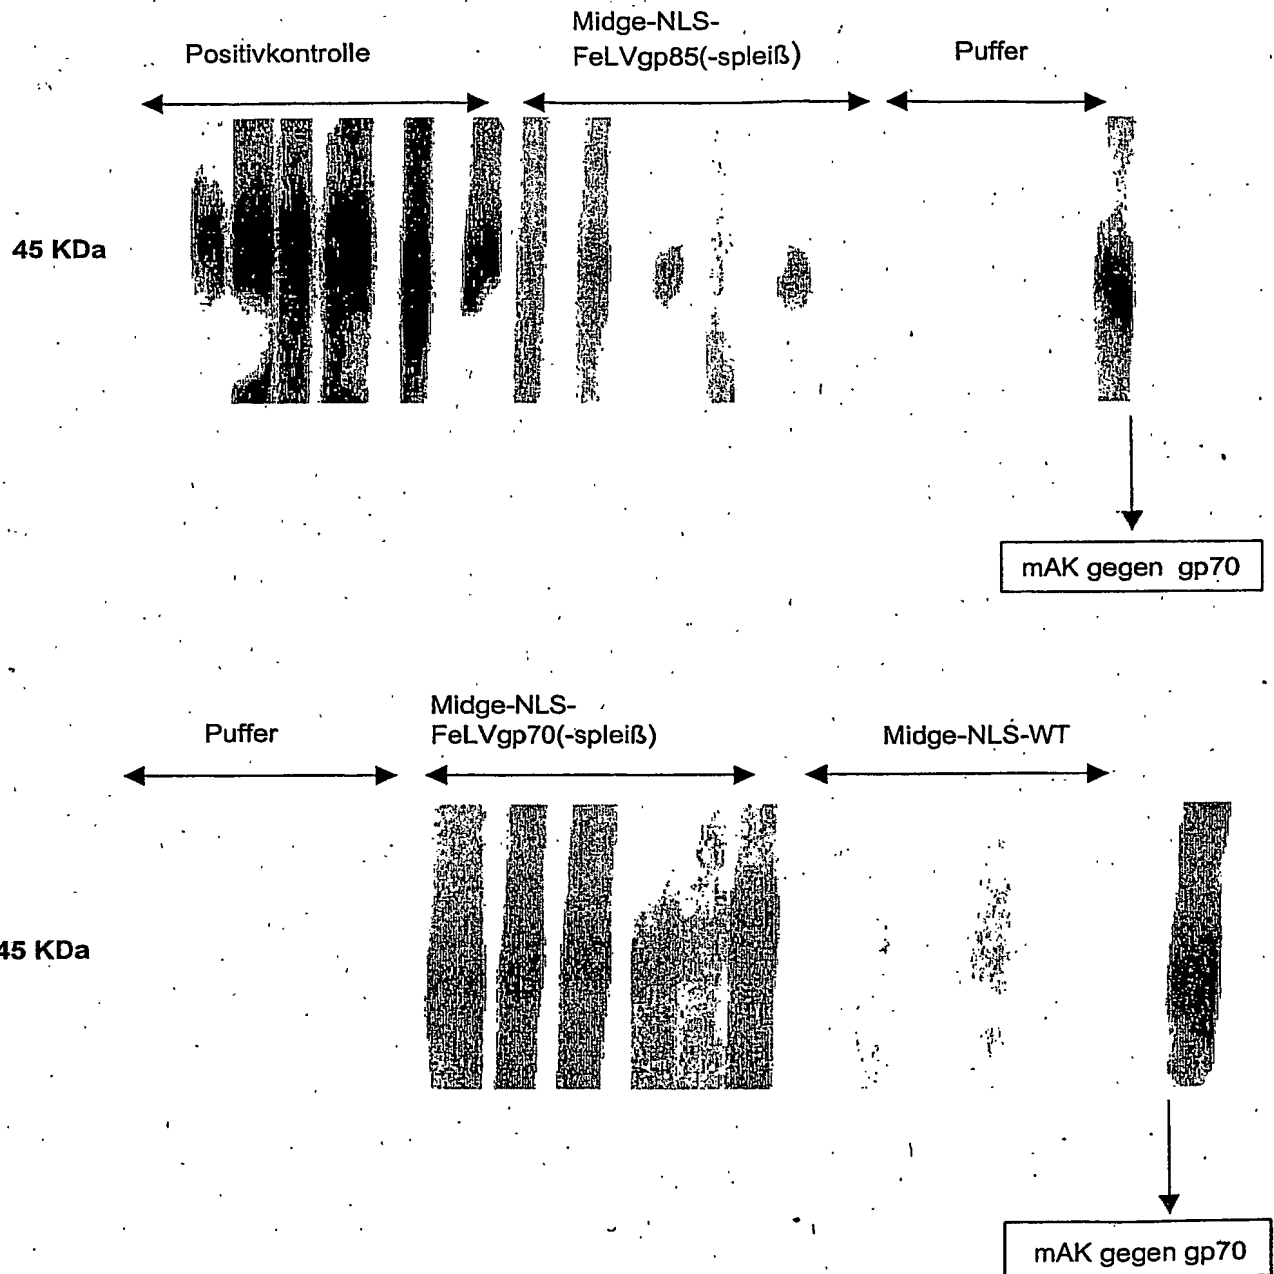 Positivkontrolle
Midge-NLS-
FeLVgp85(-spleiß)
Puffer
45 KDa
mAK gegen gp70
Puffer
Midge-NLS-
FeLVgp70(-spleiß)
Midge-NLS-WT
45 KDa
mAK gegen gp70